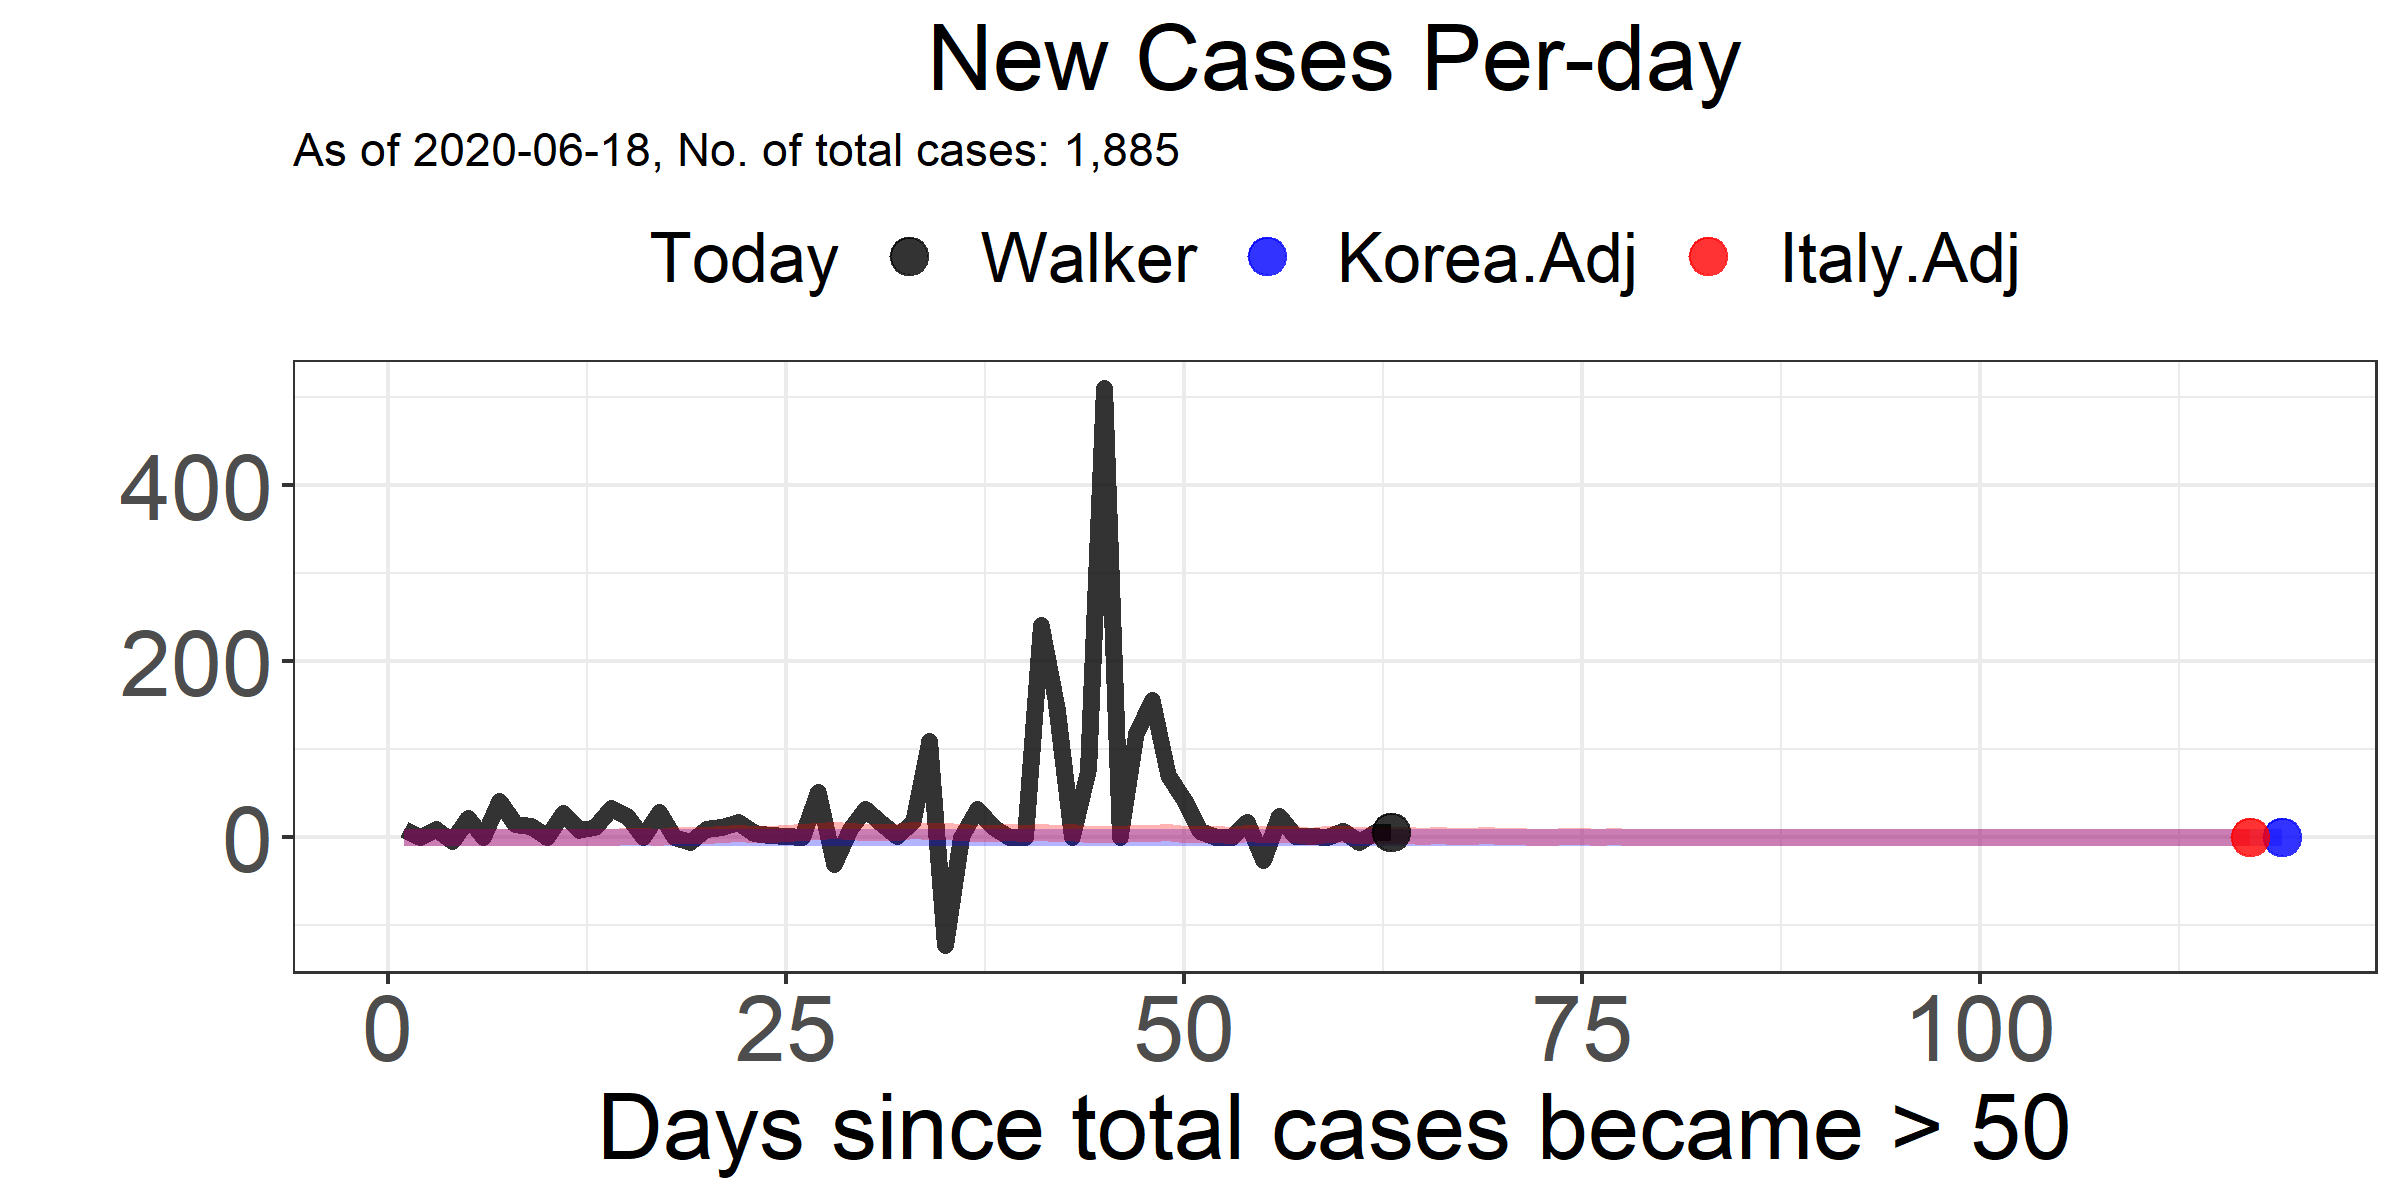 New Cases Per-day
As of 2020-06-18, No. of total cases: 1,885
Today Walker Korea.Adj Italy.Adj
400
200
0
0 25 50 75 100
Days since total cases became > 50